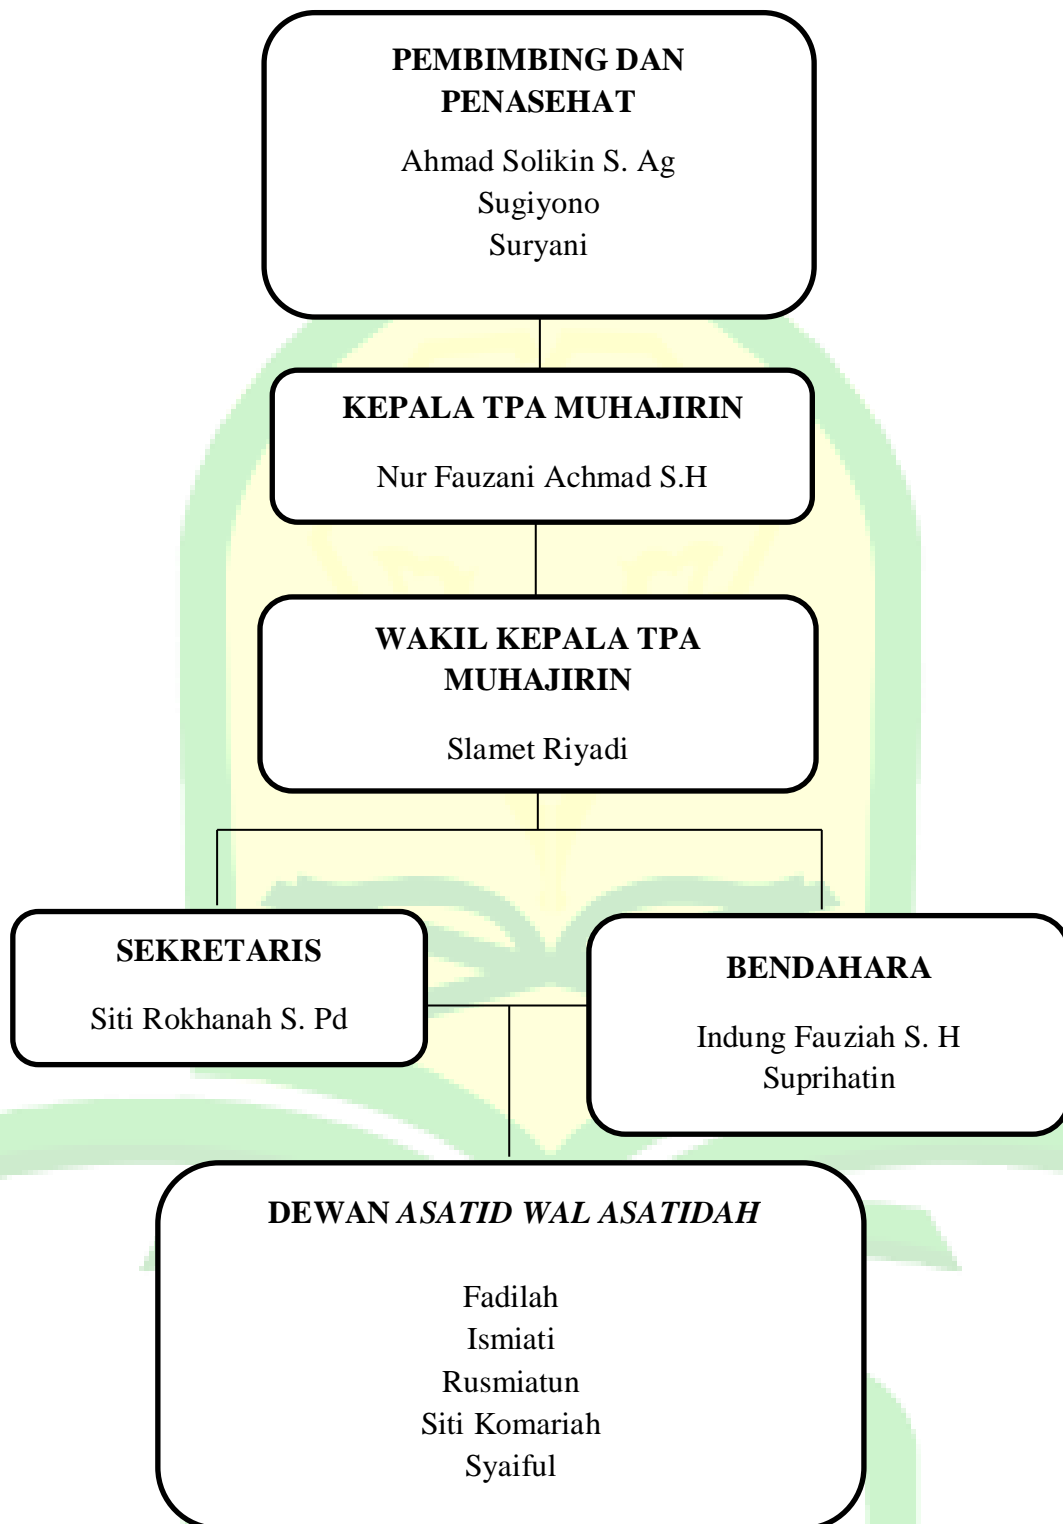 PEMBIMBING DAN
PENASEHAT
Ahmad Solikin S. Ag
Sugiyono
Suryani
KEPALA TPA MUHAJIRIN
Nur Fauzani Achmad S.H
WAKIL KEPALA TPA
MUHAJIRIN
Slamet Riyadi
SEKRETARIS
Siti Rokhanah S. Pd
BENDAHARA
Indung Fauziah S. H
Suprihatin
DEWAN ASATID WAL ASATIDAH
Fadilah
Ismiati
Rusmiatun
Siti Komariah
Syaiful